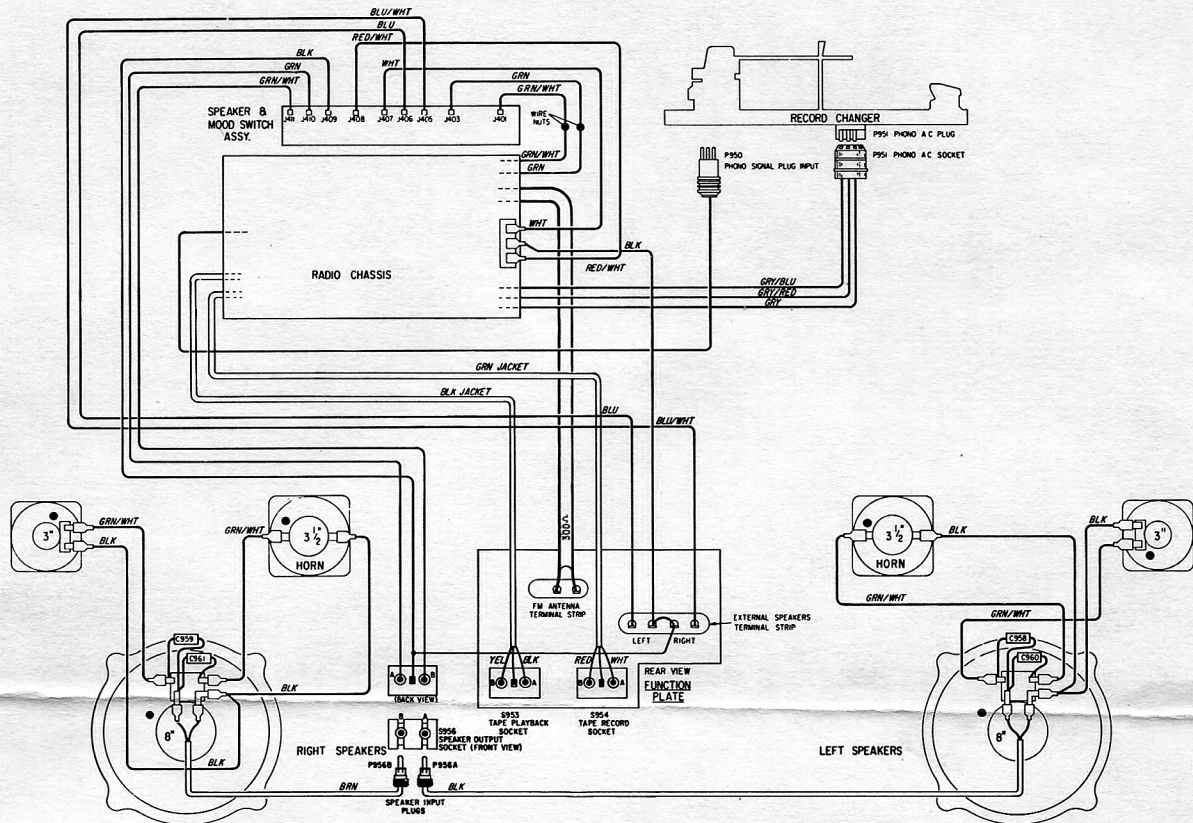 BLU/WHT
BLU
RED/WHT
BLK
WHT
GRN
GRN
GRN/WHT
GRN/WHT
SPEAKER &
MOOD SWITCH
ASSY.
J411
J410
J409
J408
J407
J406
J405
J403
J401
WIRE
NUTS
RECORD CHANGER
P951 PHONO AC PLUG
P951 PHONO AC SOCKET
P950
PHONO SIGNAL PLUG INPUT
GRN/WHT
GRN
WHT
BLK
RED/WHT
RADIO CHASSIS
GRY/BLU
GRY/RED
GRY
GRN JACKET
BLK JACKET
BLU
BLU/WHT
3"
GRN/WHT
BLK
GRN/WHT
3 1/2"
HORN
300Ω
FM ANTENNA
TERMINAL STRIP
EXTERNAL SPEAKERS
TERMINAL STRIP
LEFT
RIGHT
3 1/2"
HORN
BLK
GRN/WHT
BLK
3"
GRN/WHT
C959
C961
BLK
8"
BLK
A
B
(BACK VIEW)
YEL
BLK
B
A
S953
TAPE PLAYBACK
SOCKET
RED
WHT
B
A
S954
TAPE RECORD
SOCKET
REAR VIEW
FUNCTION
PLATE
C958
C960
8"
RIGHT SPEAKERS
B
A
S956
SPEAKER OUTPUT
SOCKET (FRONT VIEW)
LEFT SPEAKERS
P956B
P956A
BRN
BLK
SPEAKER INPUT
PLUGS